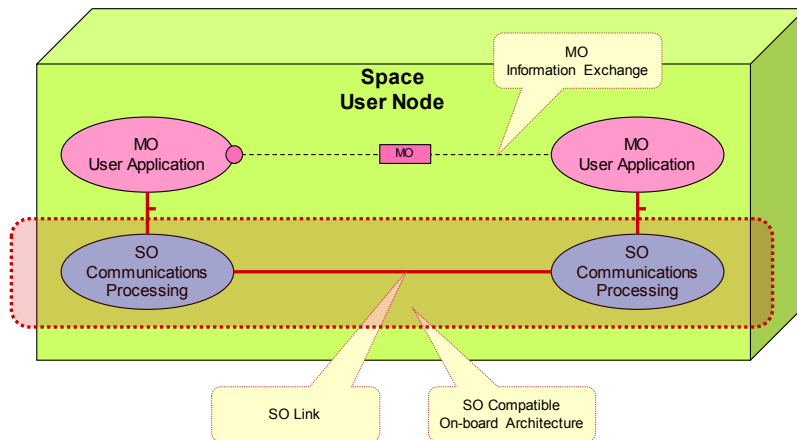 MO
Information Exchange
Space
User Node
MO
User Application
MO
MO
User Application
SO
Communications
Processing
SO
Communications
Processing
SO Link
SO Compatible
On-board Architecture